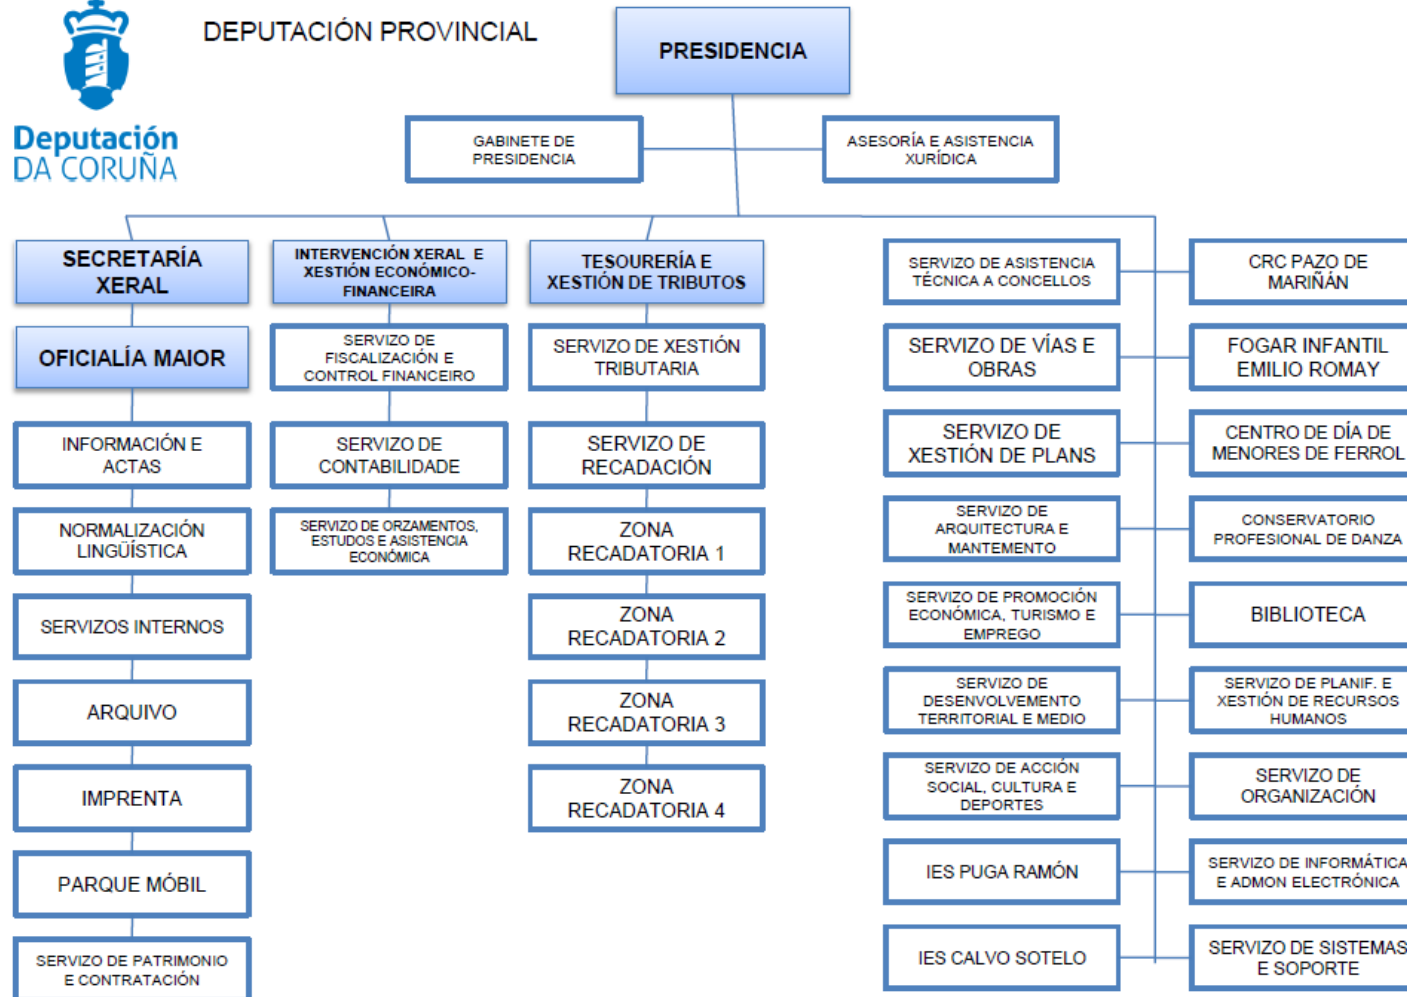 DEPUTACIÓN PROVINCIAL
Deputación
DA CORUÑA
PRESIDENCIA
GABINETE DE
PRESIDENCIA
ASESORÍA E ASISTENCIA
XURÍDICA
SECRETARÍA
XERAL
OFICIALÍA MAIOR
INFORMACIÓN E
ACTAS
NORMALIZACIÓN
LINGÜÍSTICA
SERVIZOS INTERNOS
ARQUIVO
IMPRENTA
PARQUE MÓBIL
SERVIZO DE PATRIMONIO
E CONTRATACIÓN
INTERVENCIÓN XERAL E
XESTIÓN ECONÓMICO-
FINANCEIRA
SERVIZO DE
FISCALIZACIÓN E
CONTROL FINANCEIRO
SERVIZO DE
CONTABILIDADE
SERVIZO DE ORZAMENTOS,
ESTUDOS E ASISTENCIA
ECONÓMICA
TESOURERÍA E
XESTIÓN DE TRIBUTOS
SERVIZO DE XESTIÓN
TRIBUTARIA
SERVIZO DE
RECADACIÓN
ZONA
RECADATORIA 1
ZONA
RECADATORIA 2
ZONA
RECADATORIA 3
ZONA
RECADATORIA 4
SERVIZO DE ASISTENCIA
TÉCNICA A CONCELLOS
SERVIZO DE VÍAS E
OBRAS
SERVIZO DE
XESTIÓN DE PLANS
SERVIZO DE
ARQUITECTURA E
MANTEMENTO
SERVIZO DE PROMOCIÓN
ECONÓMICA, TURISMO E
EMPREGO
SERVIZO DE
DESENVOLVEMENTO
TERRITORIAL E MEDIO
SERVIZO DE ACCIÓN
SOCIAL, CULTURA E
DEPORTES
IES PUGA RAMÓN
IES CALVO SOTELO
CRC PAZO DE
MARIÑÁN
FOGAR INFANTIL
EMILIO ROMAY
CENTRO DE DÍA DE
MENORES DE FERROL
CONSERVATORIO
PROFESIONAL DE DANZA
BIBLIOTECA
SERVIZO DE PLANIF. E
XESTIÓN DE RECURSOS
HUMANOS
SERVIZO DE
ORGANIZACIÓN
SERVIZO DE INFORMÁTICA
E ADMON ELECTRÓNICA
SERVIZO DE SISTEMAS
E SOPORTE